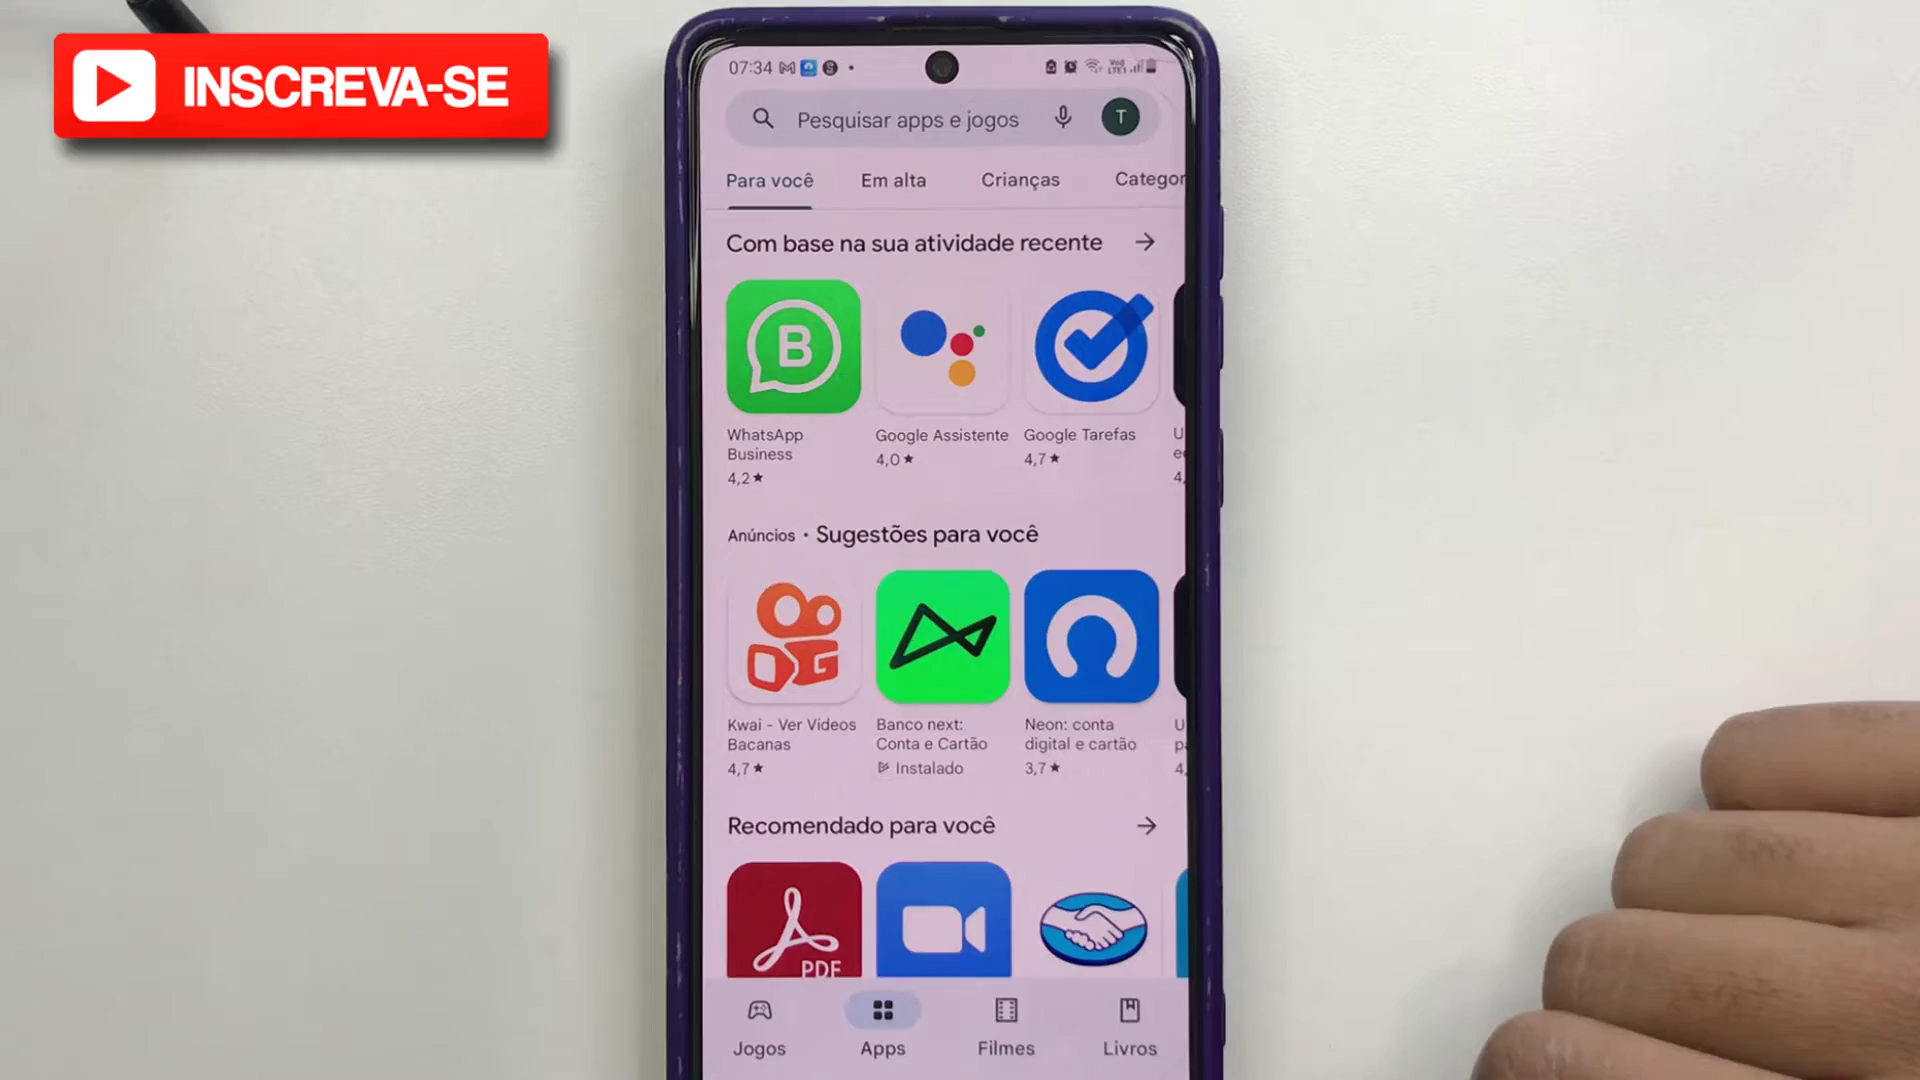 INSCREVA-SE
07:34
Pesquisar apps e jogos
T
Para você
Em alta
Crianças
Categor
Com base na sua atividade recente
B
WhatsApp
Business
4,2★
Google Assistente
4,0★
Google Tarefas
4,7★
U
e
4,
Anúncios • Sugestões para você
Kwai - Ver Vídeos
Bacanas
4,7★
Banco next:
Conta e Cartão
Instalado
Neon: conta
digital e cartão
3,7★
U
p
4,
Recomendado para você
PDF
Jogos
Apps
Filmes
Livros